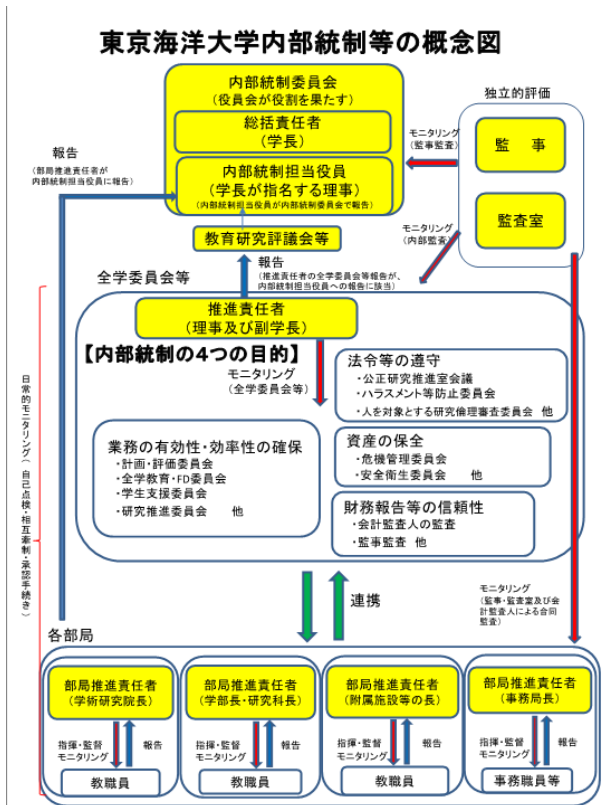 東京海洋大学内部統制等の概念図
内部統制委員会
(役員会が役割を果たす)
総括責任者
(学長)
内部統制担当役員
(学長が指名する理事)
(内部統制担当役員が内部統制委員会で報告)
教育研究評議会等
独立的評価
監　事
監査室
モニタリング
(監事監査)
モニタリング
(内部監査)
報告
(部局推進責任者が
内部統制担当役員に報告)
報告
(推進責任者の全学委員会等報告が、
内部統制担当役員への報告に該当)
全学委員会等
推進責任者
(理事及び副学長)
【内部統制の4つの目的】
モニタリング
(全学委員会等)
法令等の遵守
・公正研究推進室会議
・ハラスメント等防止委員会
・人を対象とする研究倫理審査委員会 他
業務の有効性・効率性の確保
・計画・評価委員会
・全学教育・FD委員会
・学生支援委員会
・研究推進委員会　他
資産の保全
・危機管理委員会
・安全衛生委員会　他
財務報告等の信頼性
・会計監査人の監査
・監事監査 他
日常的モニタリング(自己点検・相互牽制・承認手続き)
連携
モニタリング
(監事・監査室及び会
計監査人による合同
監査)
各部局
部局推進責任者
(学術研究院長)
指揮・監督
モニタリング
報告
教職員
部局推進責任者
(学部長・研究科長)
指揮・監督
モニタリング
報告
教職員
部局推進責任者
(附属施設等の長)
指揮・監督
モニタリング
報告
教職員
部局推進責任者
(事務局長)
指揮・監督
モニタリング
報告
事務職員等